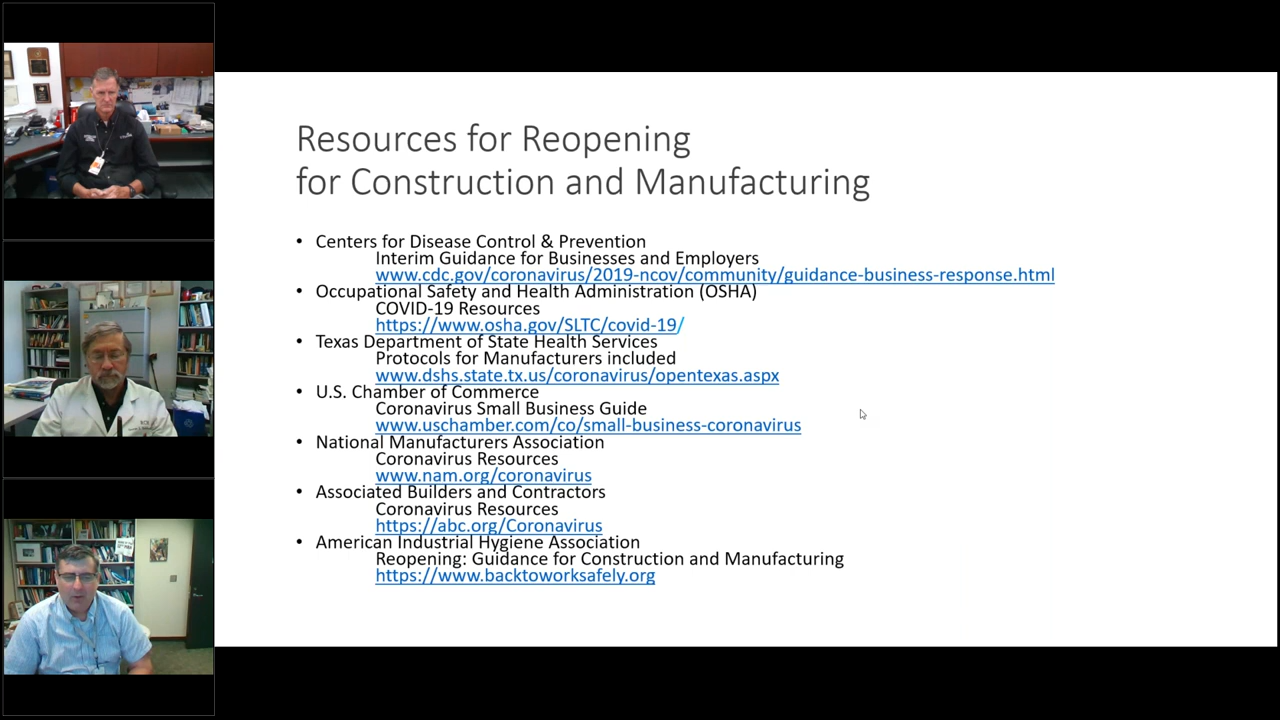 Resources for Reopening
for Construction and Manufacturing
• Centers for Disease Control & Prevention
Interim Guidance for Businesses and Employers
www.cdc.gov/coronavirus/2019-ncov/community/guidance-business-response.html
• Occupational Safety and Health Administration (OSHA)
COVID-19 Resources
https://www.osha.gov/SLTC/covid-19/
• Texas Department of State Health Services
Protocols for Manufacturers included
www.dshs.state.tx.us/coronavirus/opentexas.aspx
• U.S. Chamber of Commerce
Coronavirus Small Business Guide
www.uschamber.com/co/small-business-coronavirus
• National Manufacturers Association
Coronavirus Resources
www.nam.org/coronavirus
• Associated Builders and Contractors
Coronavirus Resources
https://abc.org/Coronavirus
• American Industrial Hygiene Association
Reopening: Guidance for Construction and Manufacturing
https://www.backtoworksafely.org